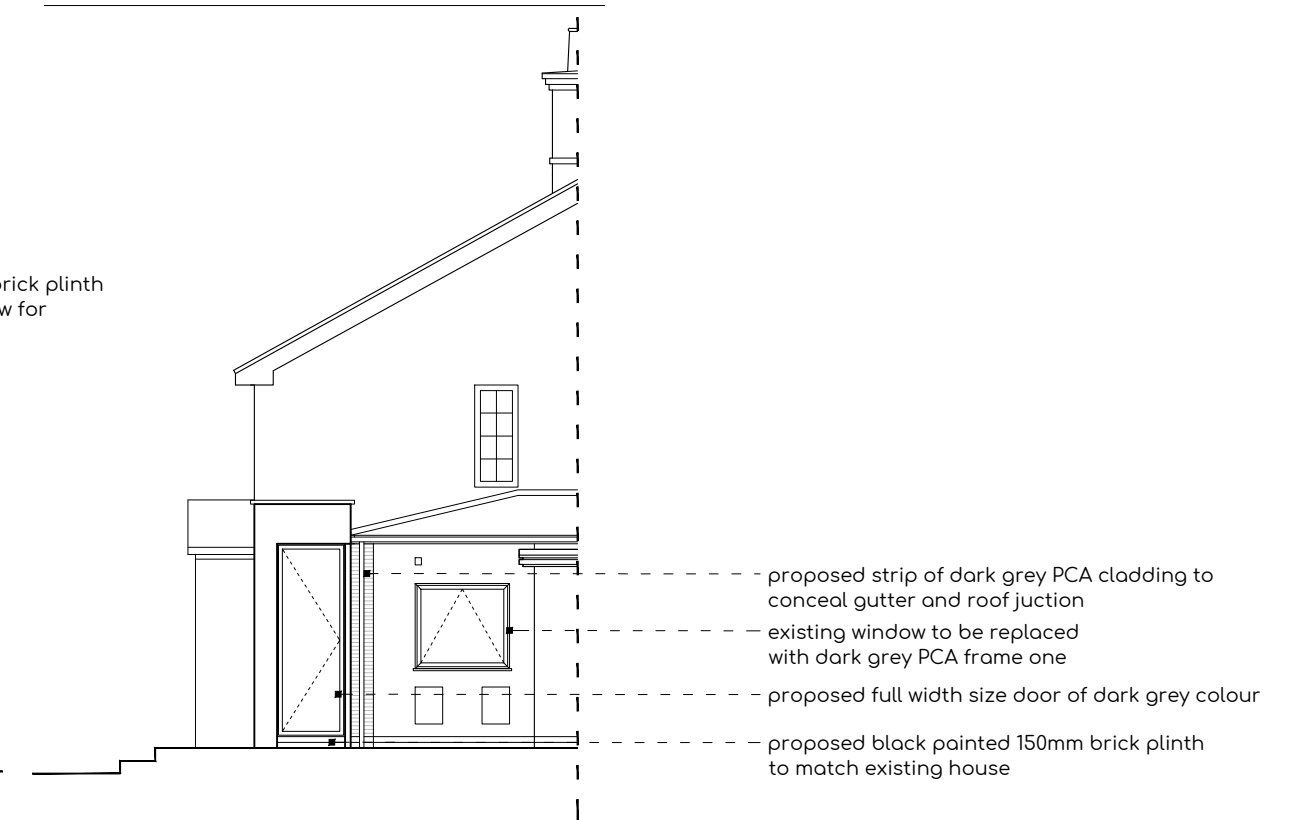 brick plinth
w for
proposed strip of dark grey PCA cladding to
conceal gutter and roof juction
existing window to be replaced
with dark grey PCA frame one
proposed full width size door of dark grey colour
proposed black painted 150mm brick plinth
to match existing house